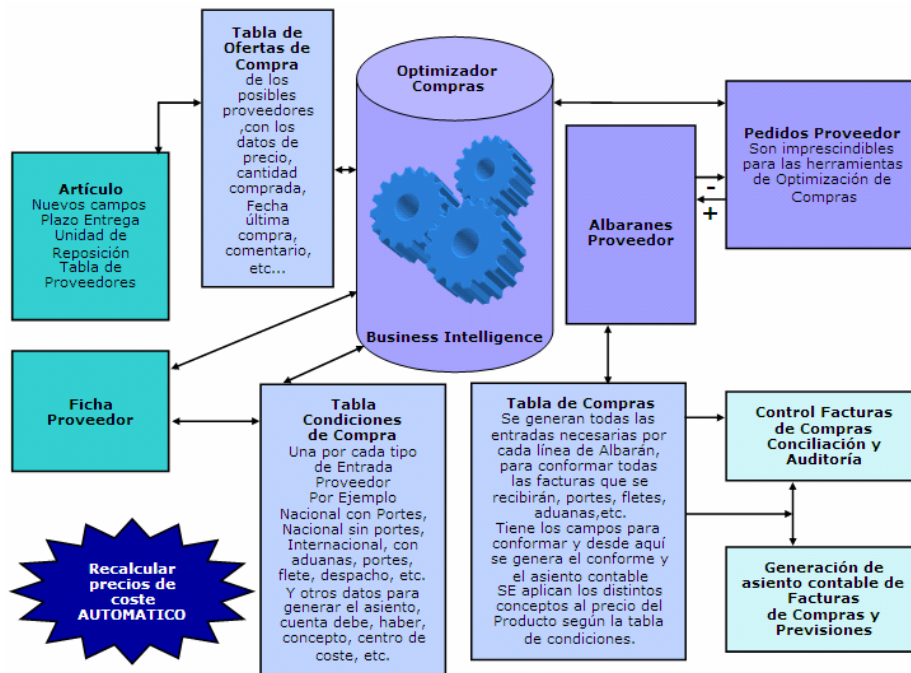 Tabla de
Ofertas de
Compra
de los
posibles
proveedores
,con los
datos de
precio,
cantidad
comprada,
Fecha
última
compra,
comentario,
etc...
Optimizador
Compras
Business Intelligence
Pedidos Proveedor
Son imprescindibles
para las herramientas
de Optimización de
Compras
-
+
Albaranes
Proveedor
Artículo
Nuevos campos
Plazo Entrega
Unidad de
Reposición
Tabla de
Proveedores
Ficha
Proveedor
Tabla
Condiciones
de Compra
Una por cada tipo
de Entrada
Proveedor
Por Ejemplo
Nacional con Portes,
Nacional sin portes,
Internacional, con
aduanas, portes,
flete, despacho, etc.
Y otros datos para
generar el asiento,
cuenta debe, haber,
concepto, centro de
coste, etc.
Tabla de Compras
Se generan todas las
entradas necesarias por
cada línea de Albarán,
para conformar todas
las facturas que se
recibirán, portes, fletes,
aduanas,etc.
Tiene los campos para
conformar y desde aquí
se genera el conforme y
el asiento contable
SE aplican los distintos
conceptos al precio del
Producto según la tabla
de condiciones.
Control Facturas
de Compras
Conciliación y
Auditoría
Generación de
asiento contable de
Facturas
de Compras y
Previsiones
Recalcular
precios de
coste
AUTOMATICO